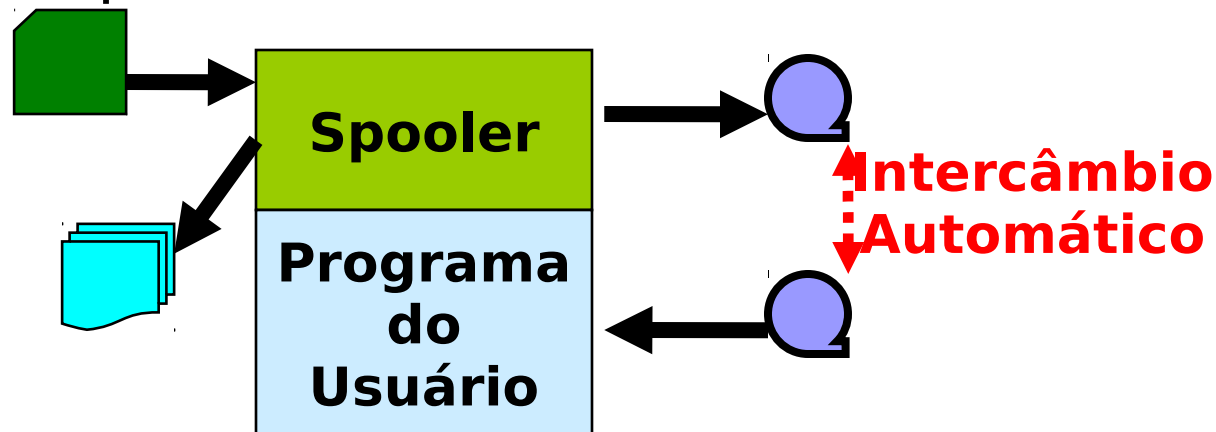 Spooler
Intercâmbio
Automático
Programa
do
Usuário